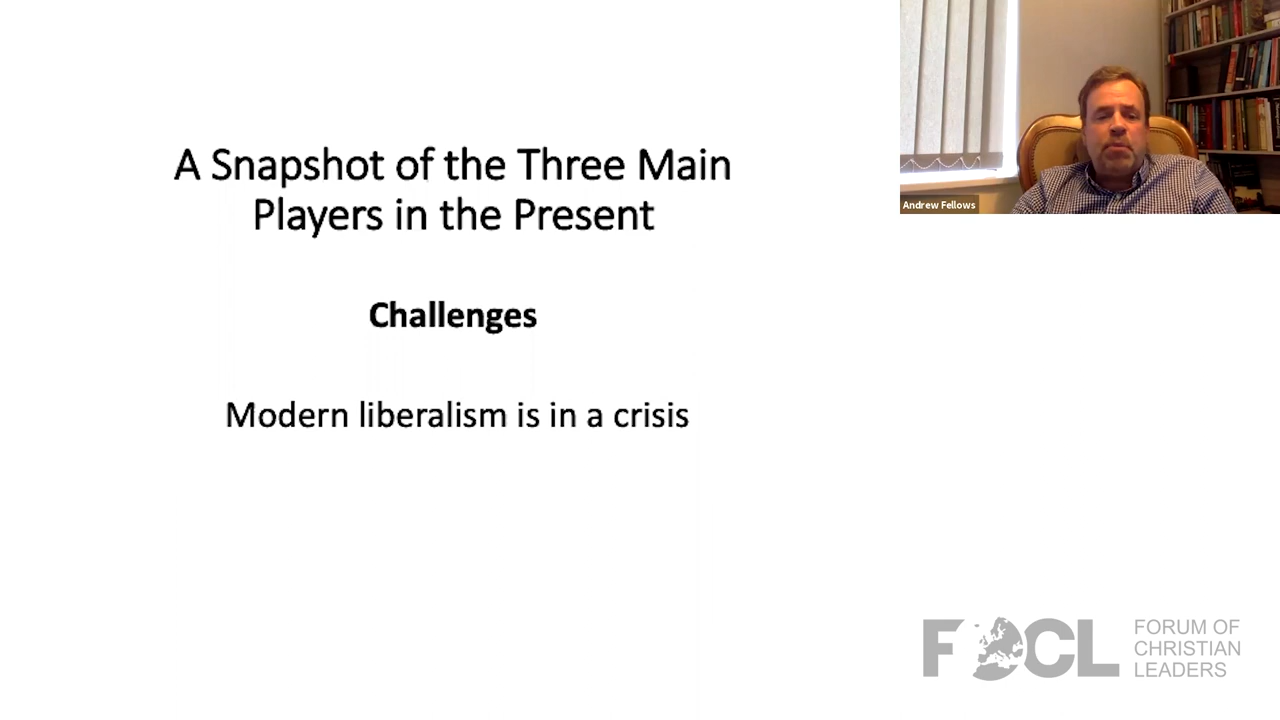 A Snapshot of the Three Main
Players in the Present
Challenges
Modern liberalism is in a crisis
Andrew Fellows
FOCL
FORUM OF
CHRISTIAN
LEADERS